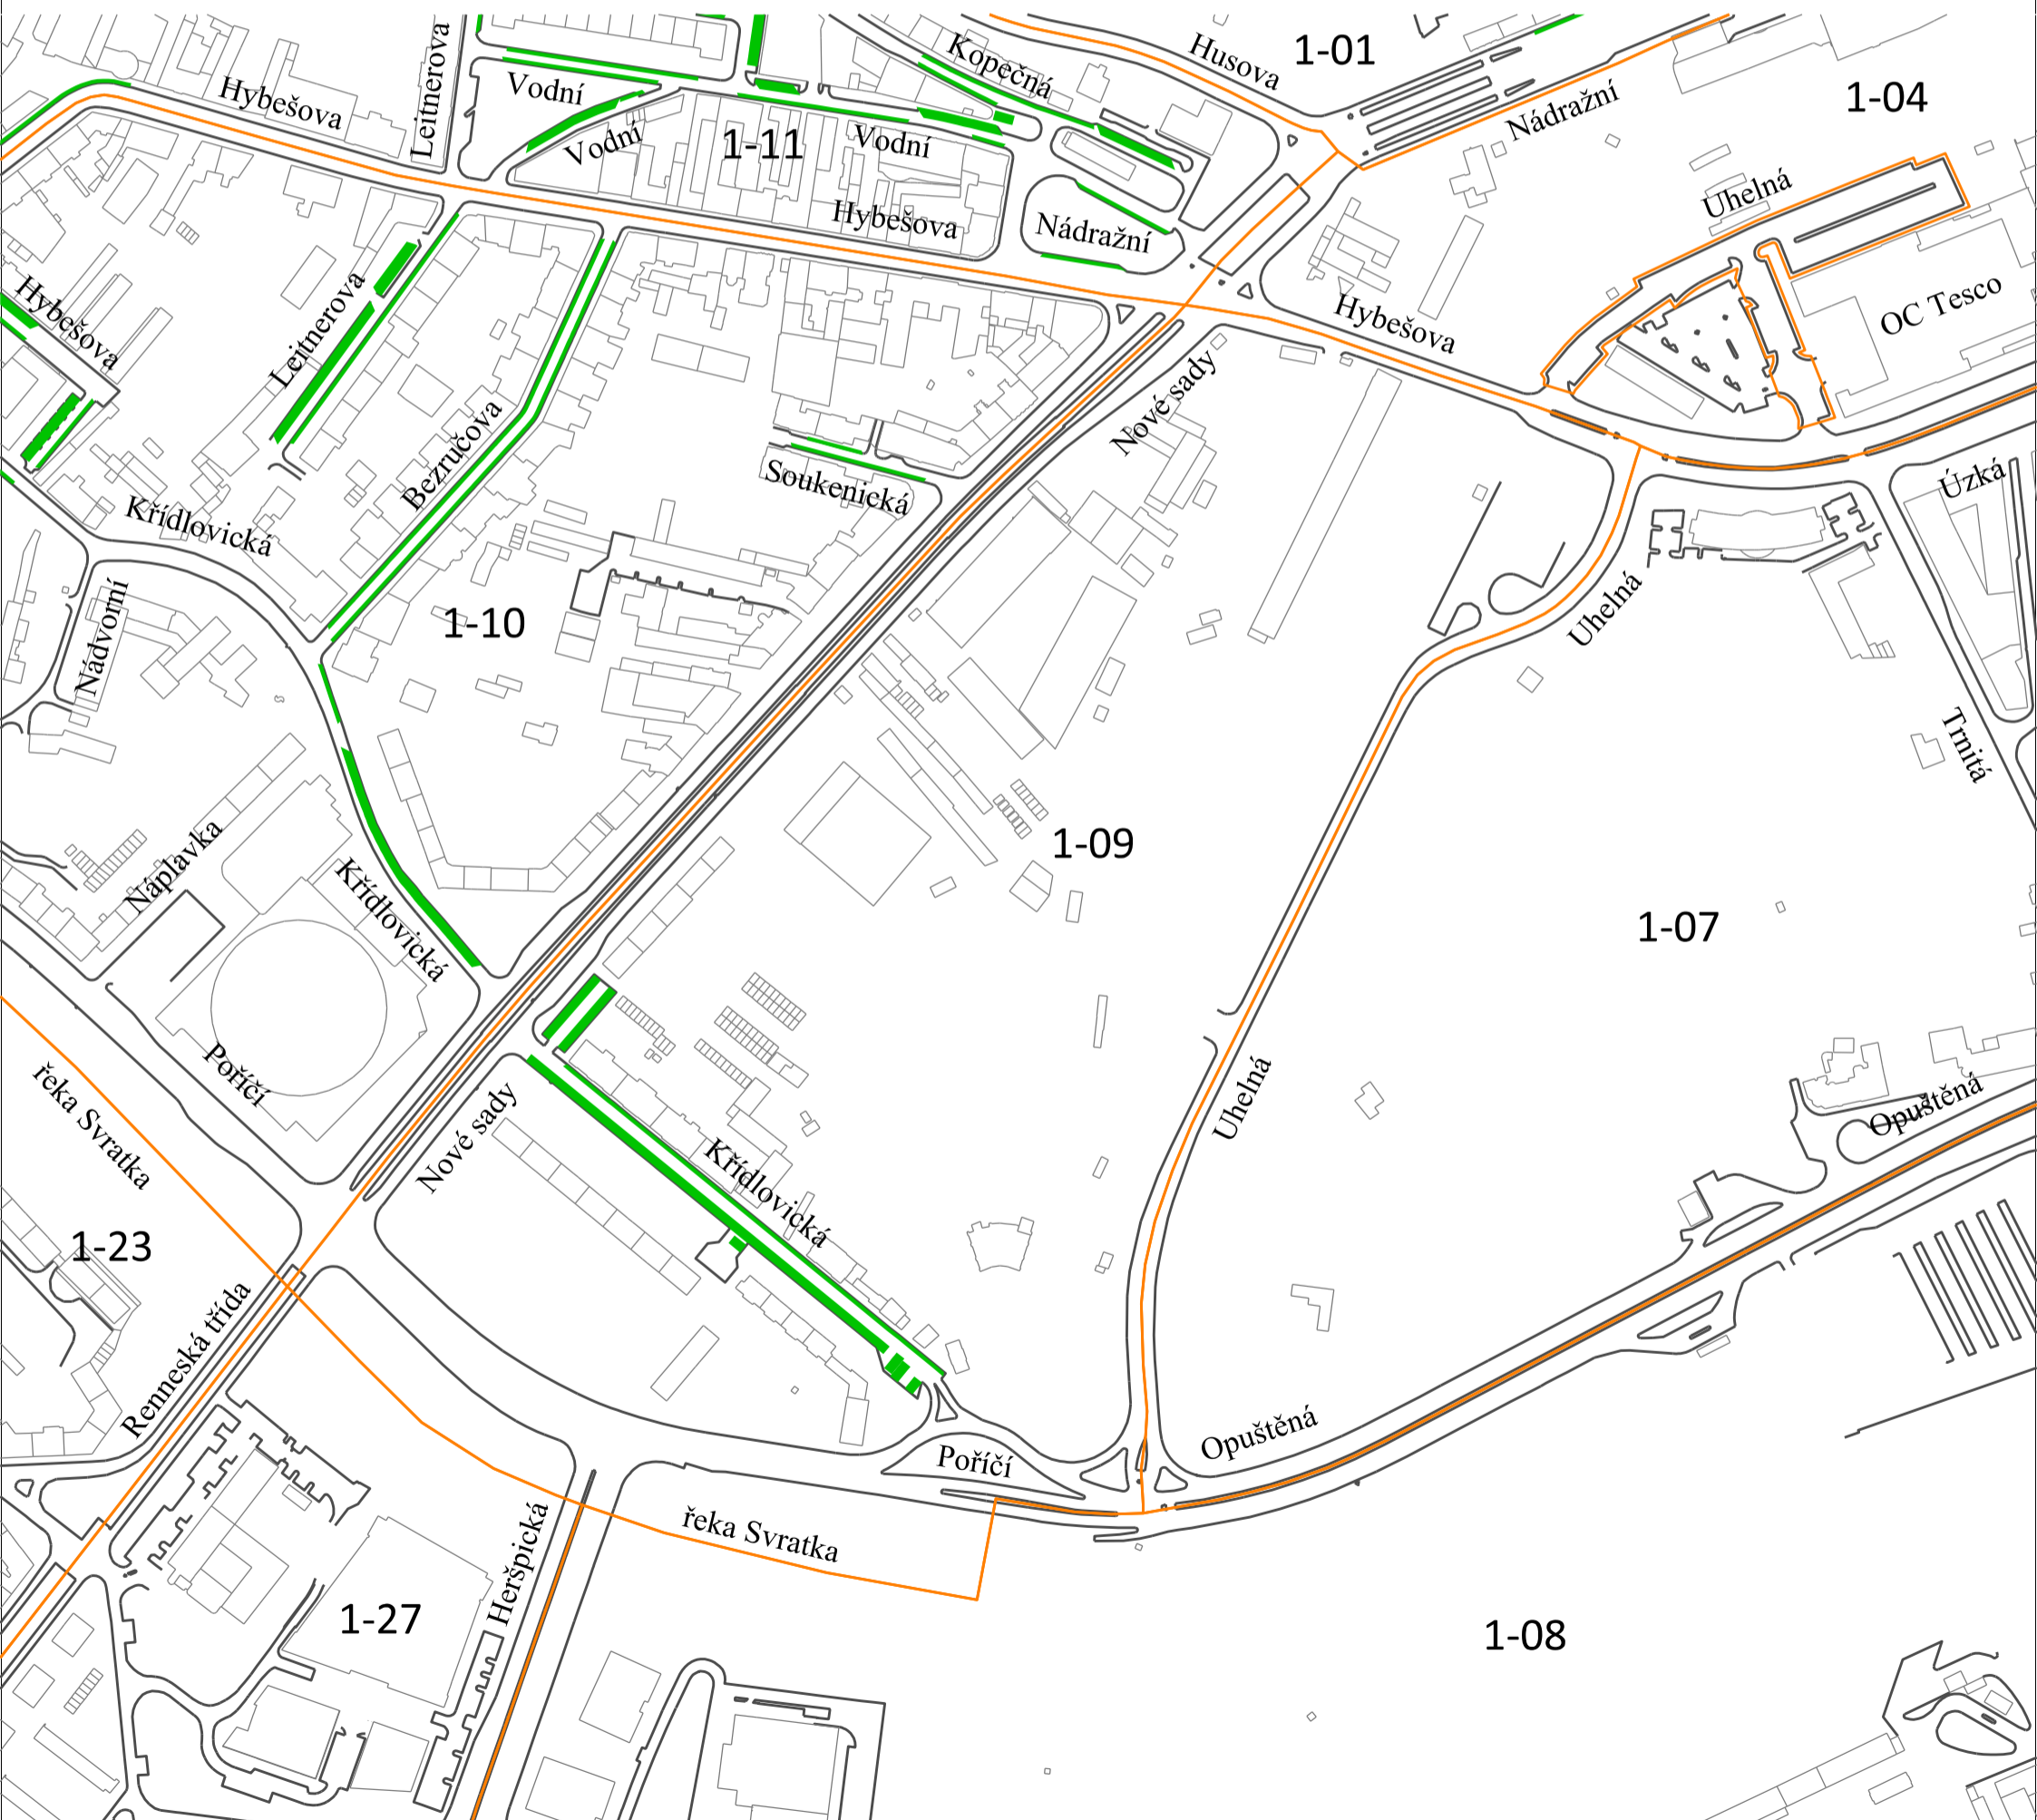 Husova
1-01
Kopečná
Leitnerova
Hybešova
Vodní
Vodní
1-11
Vodní
Nádražní
1-04
Uhelná
Hybešova
Nádražní
Hybešova
Leitnerova
Hybešova
OC Tesco
Nové sady
Bezručova
Soukenická
Úzká
Křídlovická
1-10
Nádvorní
Uhelná
Trnitá
Náplavka
1-09
Křídlovická
1-07
Poříčí
řeka Svratka
Nové sady
Uhelná
Opuštěná
Křídlovická
1-23
Renneská třída
Opuštěná
Poříčí
řeka Svratka
Heršpická
1-27
1-08